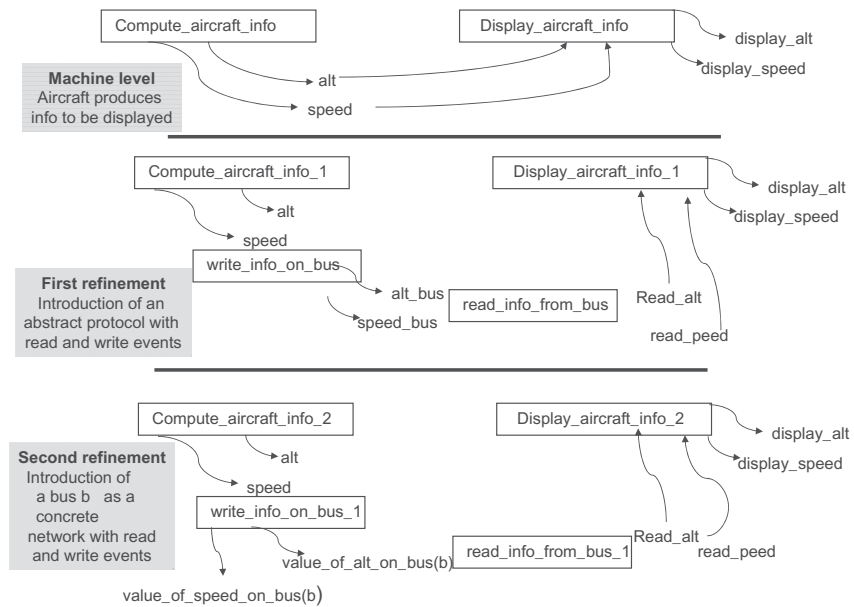 Compute_aircraft_info
Display_aircraft_info
display_alt
display_speed
Machine level
Aircraft produces
info to be displayed
alt
speed
Compute_aircraft_info_1
Display_aircraft_info_1
display_alt
display_speed
alt
speed
write_info_on_bus
First refinement
Introduction of an
abstract protocol with
read and write events
alt_bus
speed_bus
read_info_from_bus
Read_alt
read_peed
Compute_aircraft_info_2
Display_aircraft_info_2
display_alt
display_speed
alt
speed
Second refinement
Introduction of
a bus b as a
concrete
network with read
and write events
write_info_on_bus_1
value_of_alt_on_bus(b)
read_info_from_bus_1
Read_alt
read_peed
value_of_speed_on_bus(b)